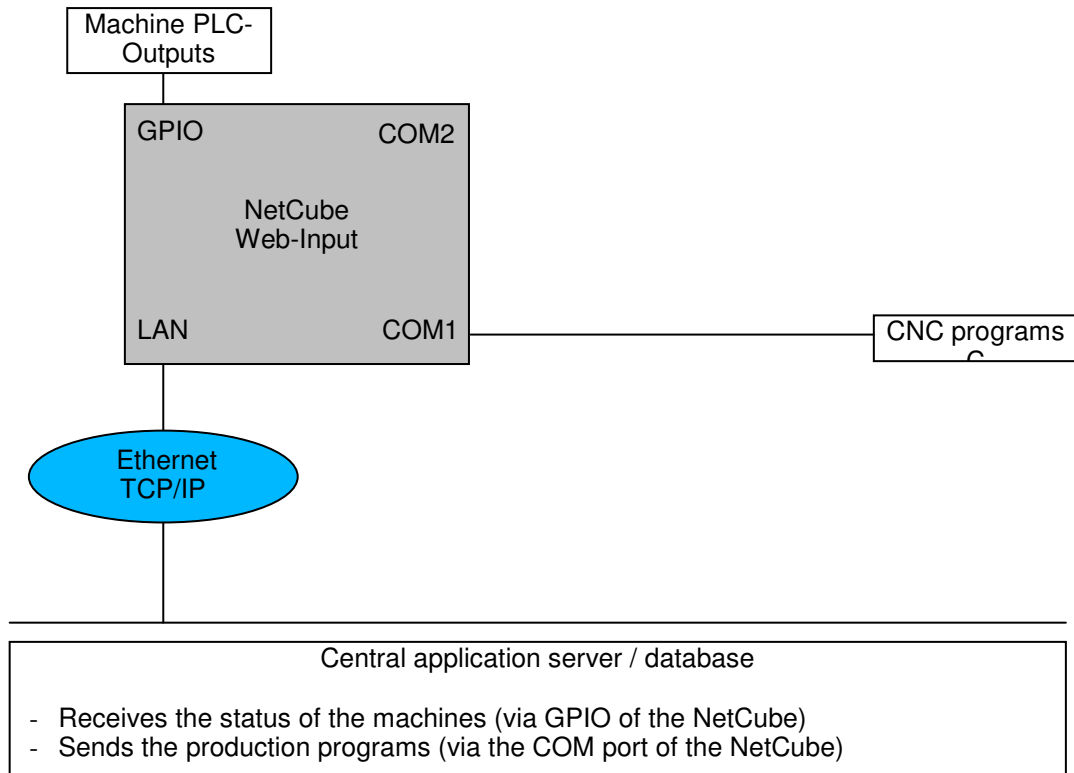 Machine PLC-
Outputs
GPIO
COM2
NetCube
Web-Input
LAN
COM1
CNC programs
Ethernet
TCP/IP
Central application server / database
- Receives the status of the machines (via GPIO of the NetCube)
- Sends the production programs (via the COM port of the NetCube)